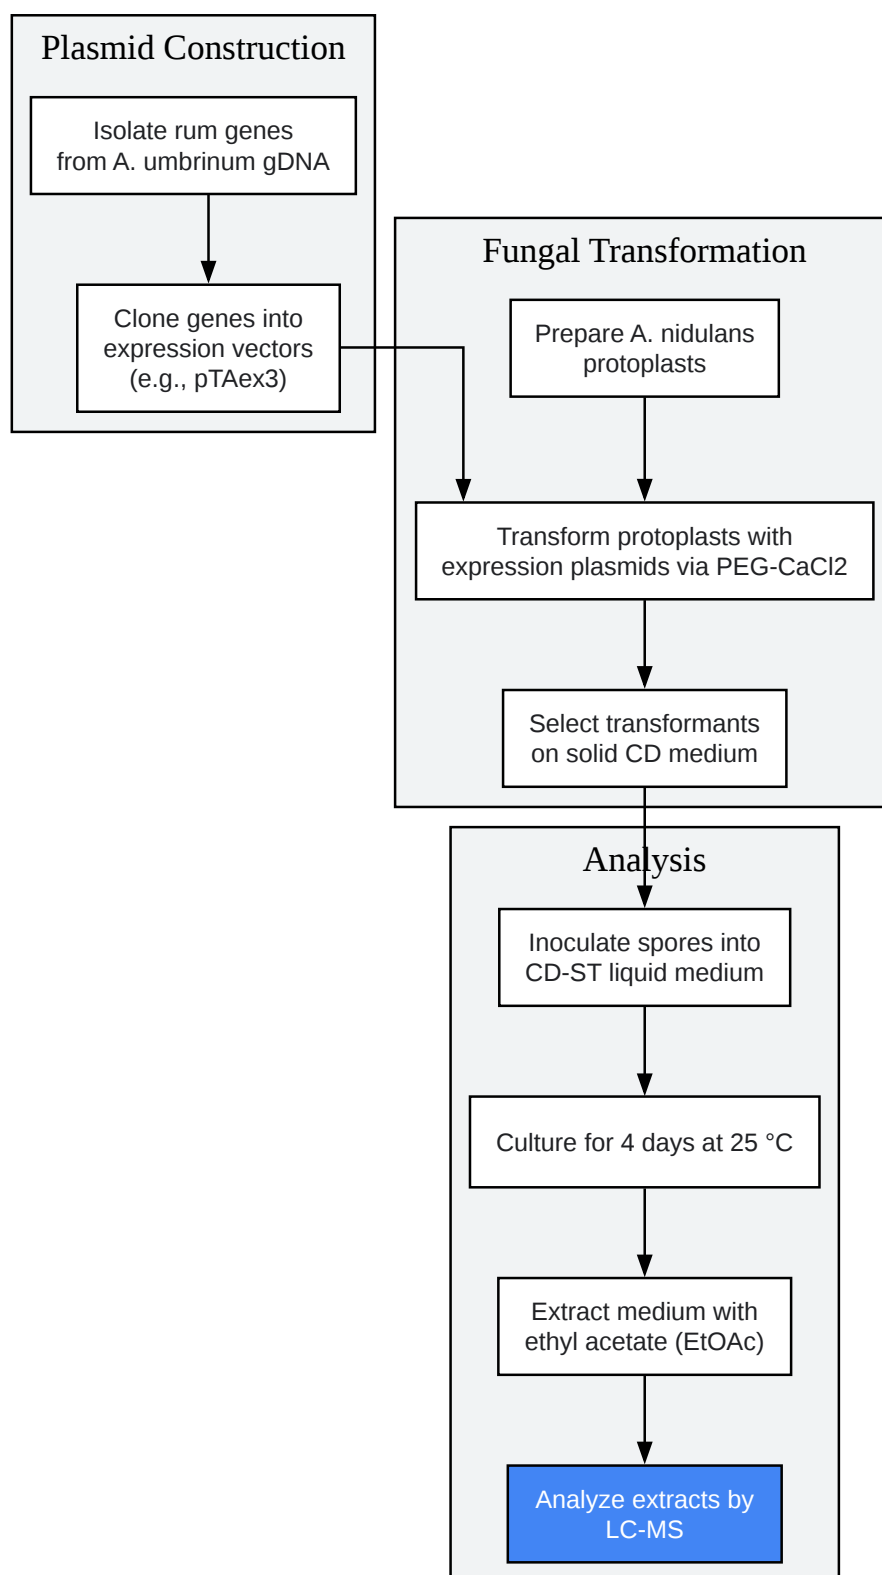 Plasmid Construction
Isolate rum genes
from A. umbrinum gDNA
Clone genes into
expression vectors
(e.g., pTAex3)
Fungal Transformation
Prepare A. nidulans
protoplasts
Transform protoplasts with
expression plasmids via PEG-CaCl2
Select transformants
on solid CD medium
Analysis
Inoculate spores into
CD-ST liquid medium
Culture for 4 days at 25 °C
Extract medium with
ethyl acetate (EtOAc)
Analyze extracts by
LC-MS